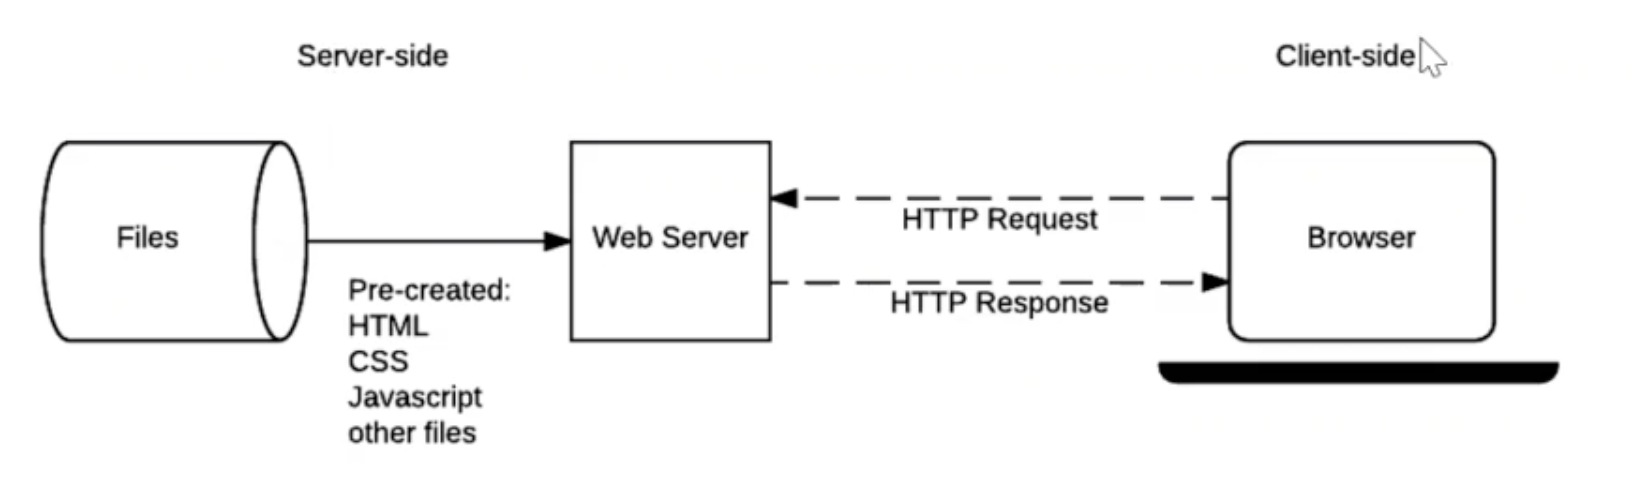 Server-side
Client-side
Files
Web Server
HTTP Request
Browser
HTTP Response
Pre-created:
HTML
CSS
Javascript
other files